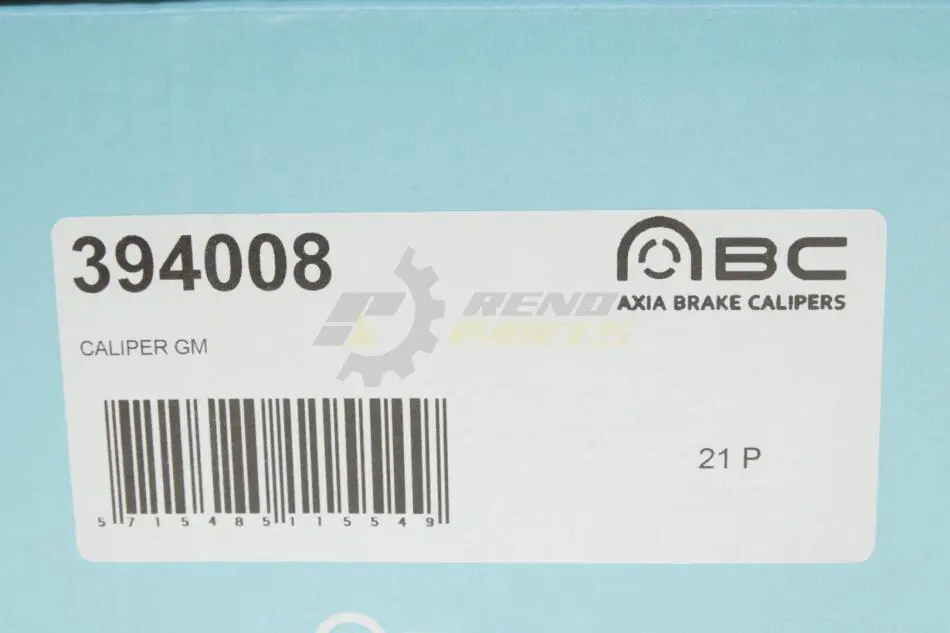 394008
ABC
AXIA BRAKE CALIPERS
RENO
PARTS
CALIPER GM
21 P
5 715485 115549